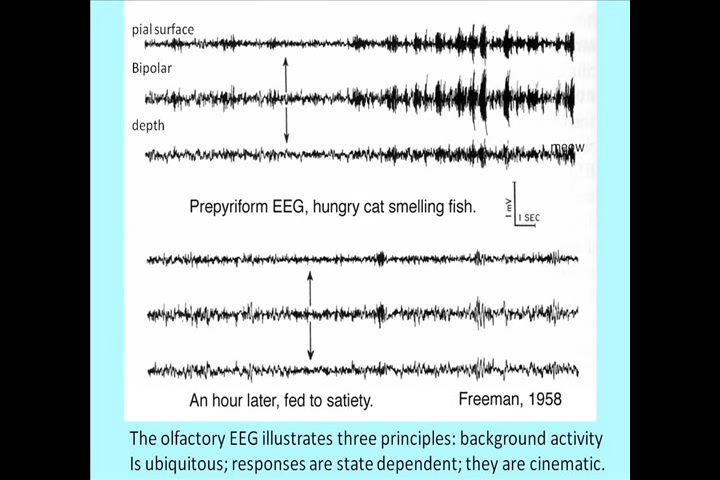 pial surface
Bipolar
depth
meow
Prepyriform EEG, hungry cat smelling fish.
1 mV
1 SEC
An hour later, fed to satiety.
Freeman, 1958
The olfactory EEG illustrates three principles: background activity
Is ubiquitous; responses are state dependent; they are cinematic.